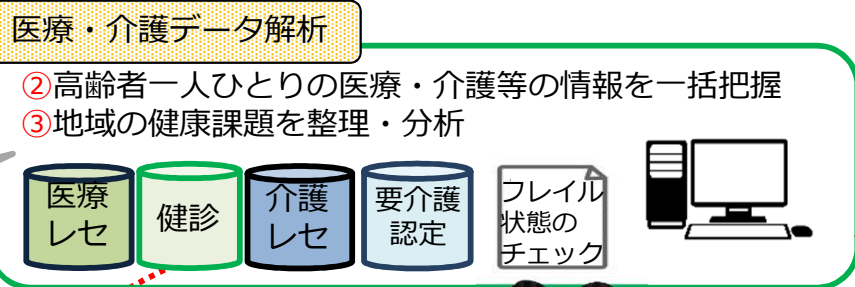 医療・介護データ解析
②高齢者一人ひとりの医療・介護等の情報を一括把握
③地域の健康課題を整理・分析
医療
レセ
健診
介護
レセ
要介護
認定
フレイル
状態の
チェック